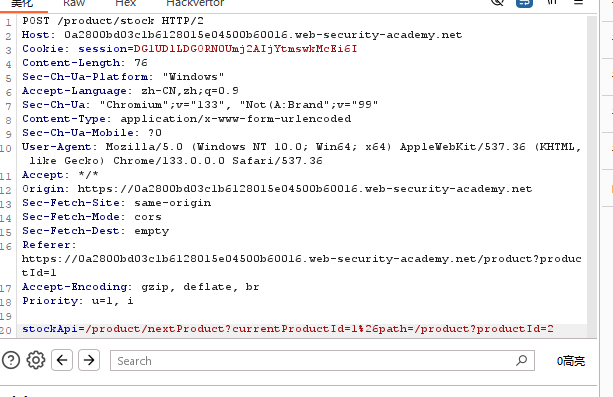 美化 Raw Hex Hackvertor
1 POST /product/stock HTTP/2
2 Host: 0a2800bd03c1b6128015e04500b60016.web-security-academy.net
3 Cookie: session=DG1UD1LDGORN0Umj2AIjYtmswkMcEi6I
4 Content-Length: 76
5 Sec-Ch-Ua-Platform: "Windows"
6 Accept-Language: zh-CN,zh;q=0.9
7 Sec-Ch-Ua: "Chromium";v="133", "Not(A:Brand";v="99"
8 Content-Type: application/x-www-form-urlencoded
9 Sec-Ch-Ua-Mobile: ?0
10 User-Agent: Mozilla/5.0 (Windows NT 10.0; Win64; x64) AppleWebKit/537.36 (KHTML,
like Gecko) Chrome/133.0.0.0 Safari/537.36
11 Accept: */*
12 Origin: https://0a2800bd03c1b6128015e04500b60016.web-security-academy.net
13 Sec-Fetch-Site: same-origin
14 Sec-Fetch-Mode: cors
15 Sec-Fetch-Dest: empty
16 Referer:
https://0a2800bd03c1b6128015e04500b60016.web-security-academy.net/product?produc
tId=1
17 Accept-Encoding: gzip, deflate, br
18 Priority: u=1, i
19
20 stockApi=/product/nextProduct?currentProductId=1%26path=/product?productId=2
Search 0高亮